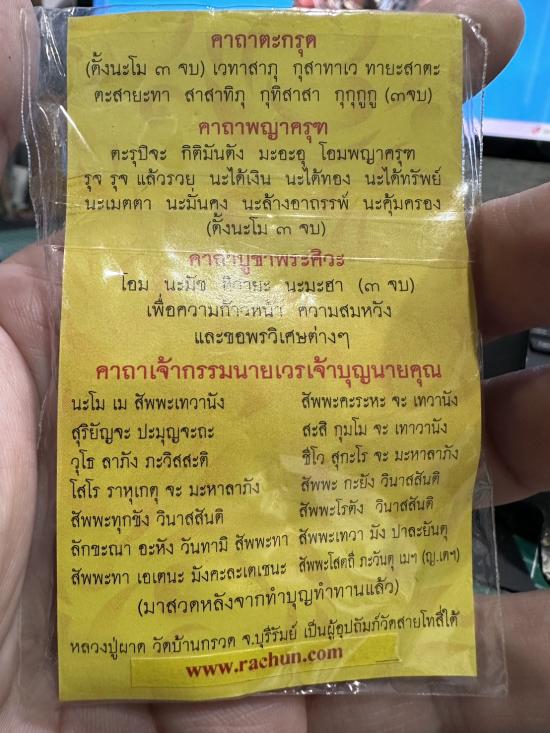 คาถาตะกรุด
(ตั้งนะโม ๓ จบ) เวทาสาภุ กุสาทาเว ทายะสาตะ
ตะสายะทา สาสาทิภุ กุทิสาสา กุกุภูภู (๓จบ)
คาถาพญาครุฑ
ตะรุปิจะ กิติมันตัง มะอะอุ โอมพญาครุฑ
รุจ รุจ แล้วรวย นะได้เงิน นะได้ทอง นะได้ทรัพย์
นะเมตตา นะมั่นคง นะล้างอาถรรพ์ นะคุ้มครอง
(ตั้งนะโม ๓ จบ)
คาถาบูชาพระศิวะ
โอม นะมัช ศิวายะ นะมะฮา (๓ จบ)
เพื่อความก้าวหน้า ความสมหวัง
และขอพรวิเศษต่างๆ
คาถาเจ้ากรรมนายเวรเจ้าบุญนายคุณ
นะโม เม สัพพะเทวานัง
สุริยัญจะ ปะมุญจะถะ
วุโธ ลาภัง ภะวิสสะติ
โสโร ราหุเกตุ จะ มะหาลาภัง
สัพพะทุกขัง วินาสสันติ
ลักขะณา อะหัง วันทามิ สัพพะทา
สัพพะทา เอเตนะ มังคะละเตเชนะ
สัพพะคะระหะ จะ เทวานัง
สะสิ กุมโม จะ เทาวานัง
ชีโว สุกะโร จะ มะหาลาภัง
สัพพะ กะยัง วินาสสันติ
สัพพะโรตัง วินาสสันติ
สัพพะเทวา มัง ปาละยันตุ
สัพพะโสตถี ภะวันตุ เมฯ (ญ.เตฯ)
(มาสวดหลังจากทำบุญทำทานแล้ว)
หลวงปู่ผาด วัดบ้านกรวด จ.บุรีรัมย์ เป็นผู้อุปถัมภ์วัดสายโทสี่ใต้
www.rachun.com